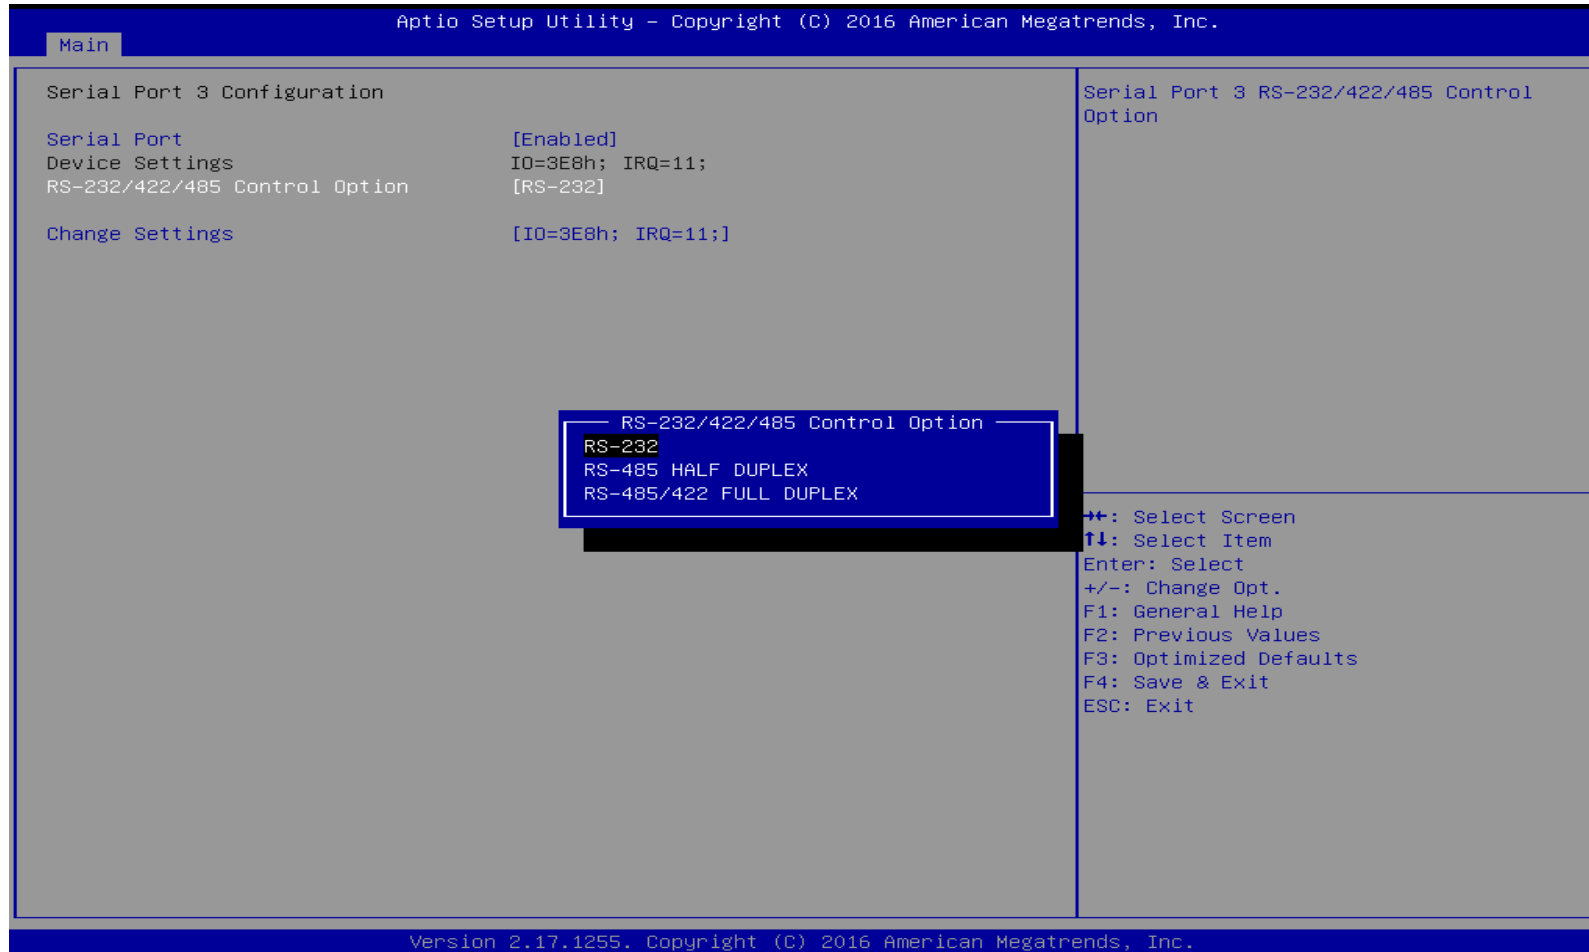 Aptio Setup Utility – Copyright (C) 2016 American Megatrends, Inc.
Main
Serial Port 3 Configuration
Serial Port [Enabled]
Device Settings IO=3E8h; IRQ=11;
RS-232/422/485 Control Option [RS-232]
Change Settings [IO=3E8h; IRQ=11;]
Serial Port 3 RS-232/422/485 Control
Option
RS-232/422/485 Control Option
RS-232
RS-485 HALF DUPLEX
RS-485/422 FULL DUPLEX
→←: Select Screen
↑↓: Select Item
Enter: Select
+/-: Change Opt.
F1: General Help
F2: Previous Values
F3: Optimized Defaults
F4: Save & Exit
ESC: Exit
Version 2.17.1255. Copyright (C) 2016 American Megatrends, Inc.